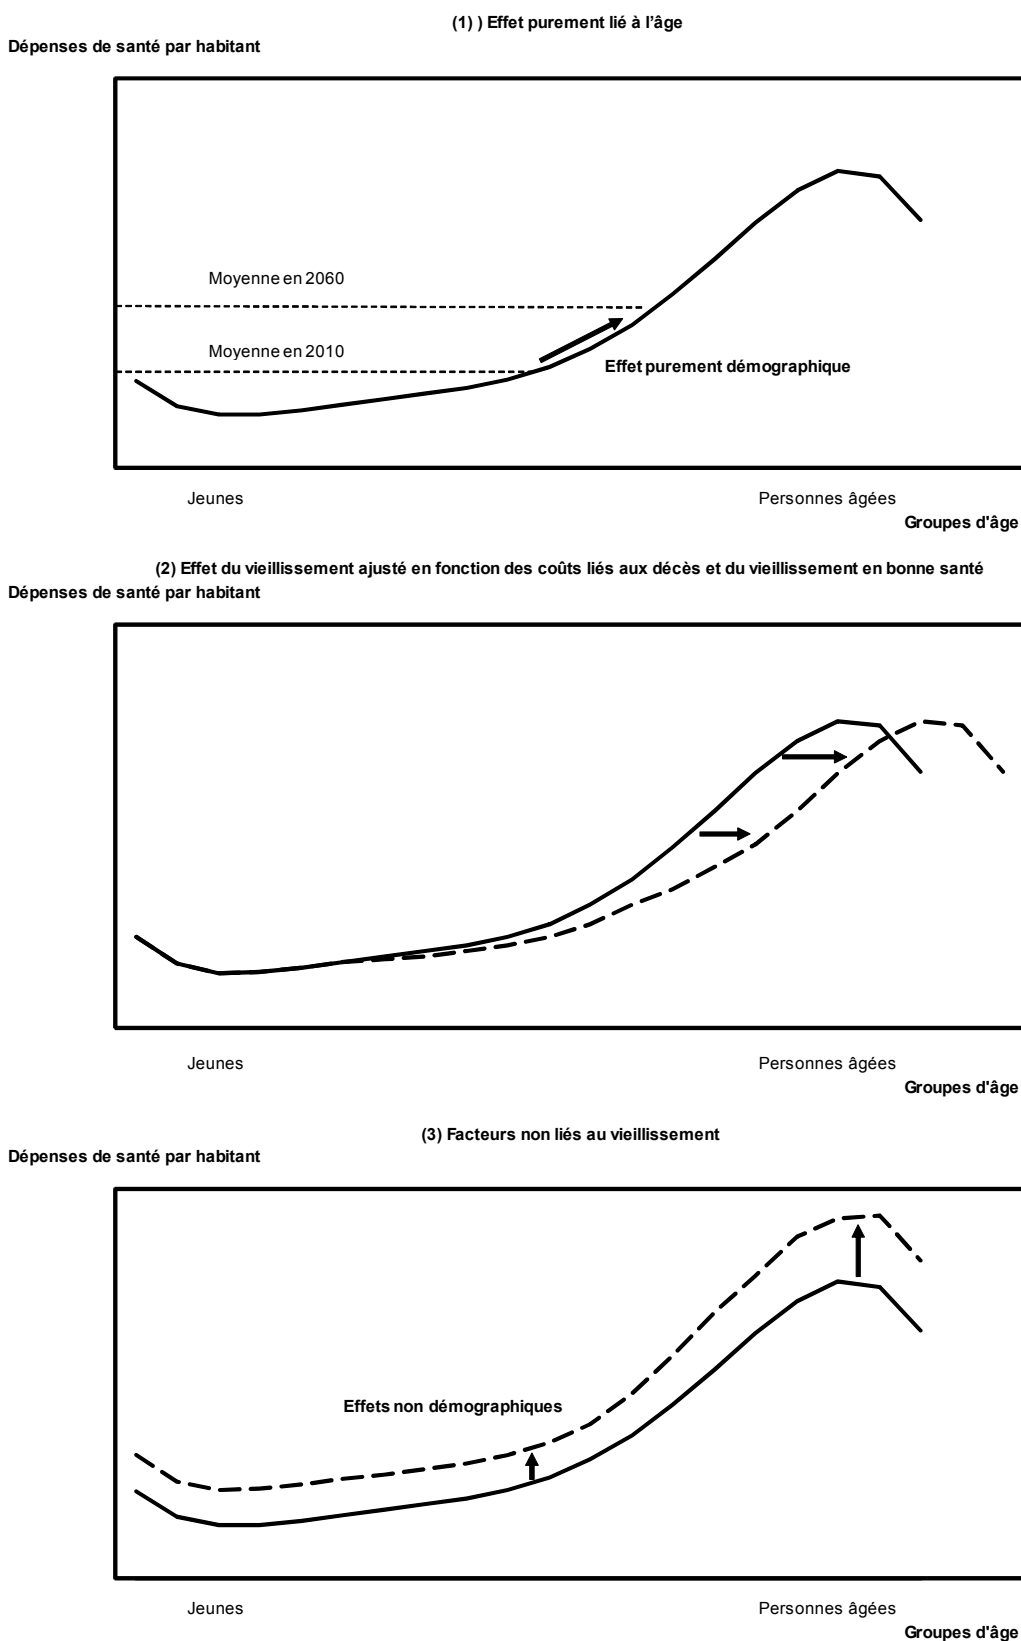 (1) ) Effet purement lié à l'âge
Dépenses de santé par habitant
Moyenne en 2060
Moyenne en 2010
Effet purement démographique
Jeunes
Personnes âgées
Groupes d'âge
(2) Effet du vieillissement ajusté en fonction des coûts liés aux décès et du vieillissement en bonne santé
Dépenses de santé par habitant
Jeunes
Personnes âgées
Groupes d'âge
(3) Facteurs non liés au vieillissement
Dépenses de santé par habitant
Effets non démographiques
Jeunes
Personnes âgées
Groupes d'âge